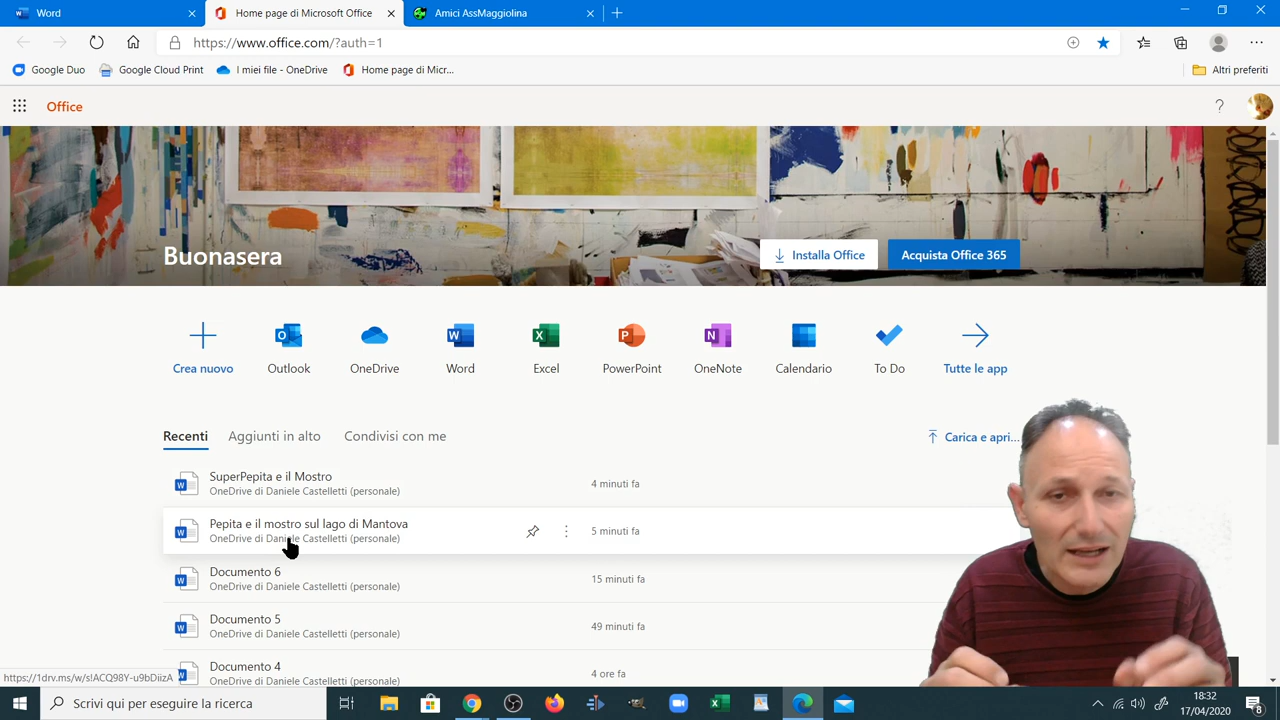 Word
Home page di Microsoft Office
Amici AssMaggiolina
https://www.office.com/?auth=1
Google Duo
Google Cloud Print
I miei file - OneDrive
Home page di Micr...
Altri preferiti
Office
?
Buonasera
Installa Office
Acquista Office 365
Crea nuovo
Outlook
OneDrive
Word
Excel
PowerPoint
OneNote
Calendario
To Do
Tutte le app
Recenti
Aggiunti in alto
Condivisi con me
Carica e apri...
SuperPepita e il Mostro
OneDrive di Daniele Castelletti (personale)
4 minuti fa
Pepita e il mostro sul lago di Mantova
OneDrive di Daniele Castelletti (personale)
5 minuti fa
Documento 6
OneDrive di Daniele Castelletti (personale)
15 minuti fa
Documento 5
OneDrive di Daniele Castelletti (personale)
49 minuti fa
Documento 4
4 ore fa
https://1drv.ms/w/s!ACQ98Y-u9bDiizA
Scrivi qui per eseguire la ricerca
18:32
17/04/2020
8